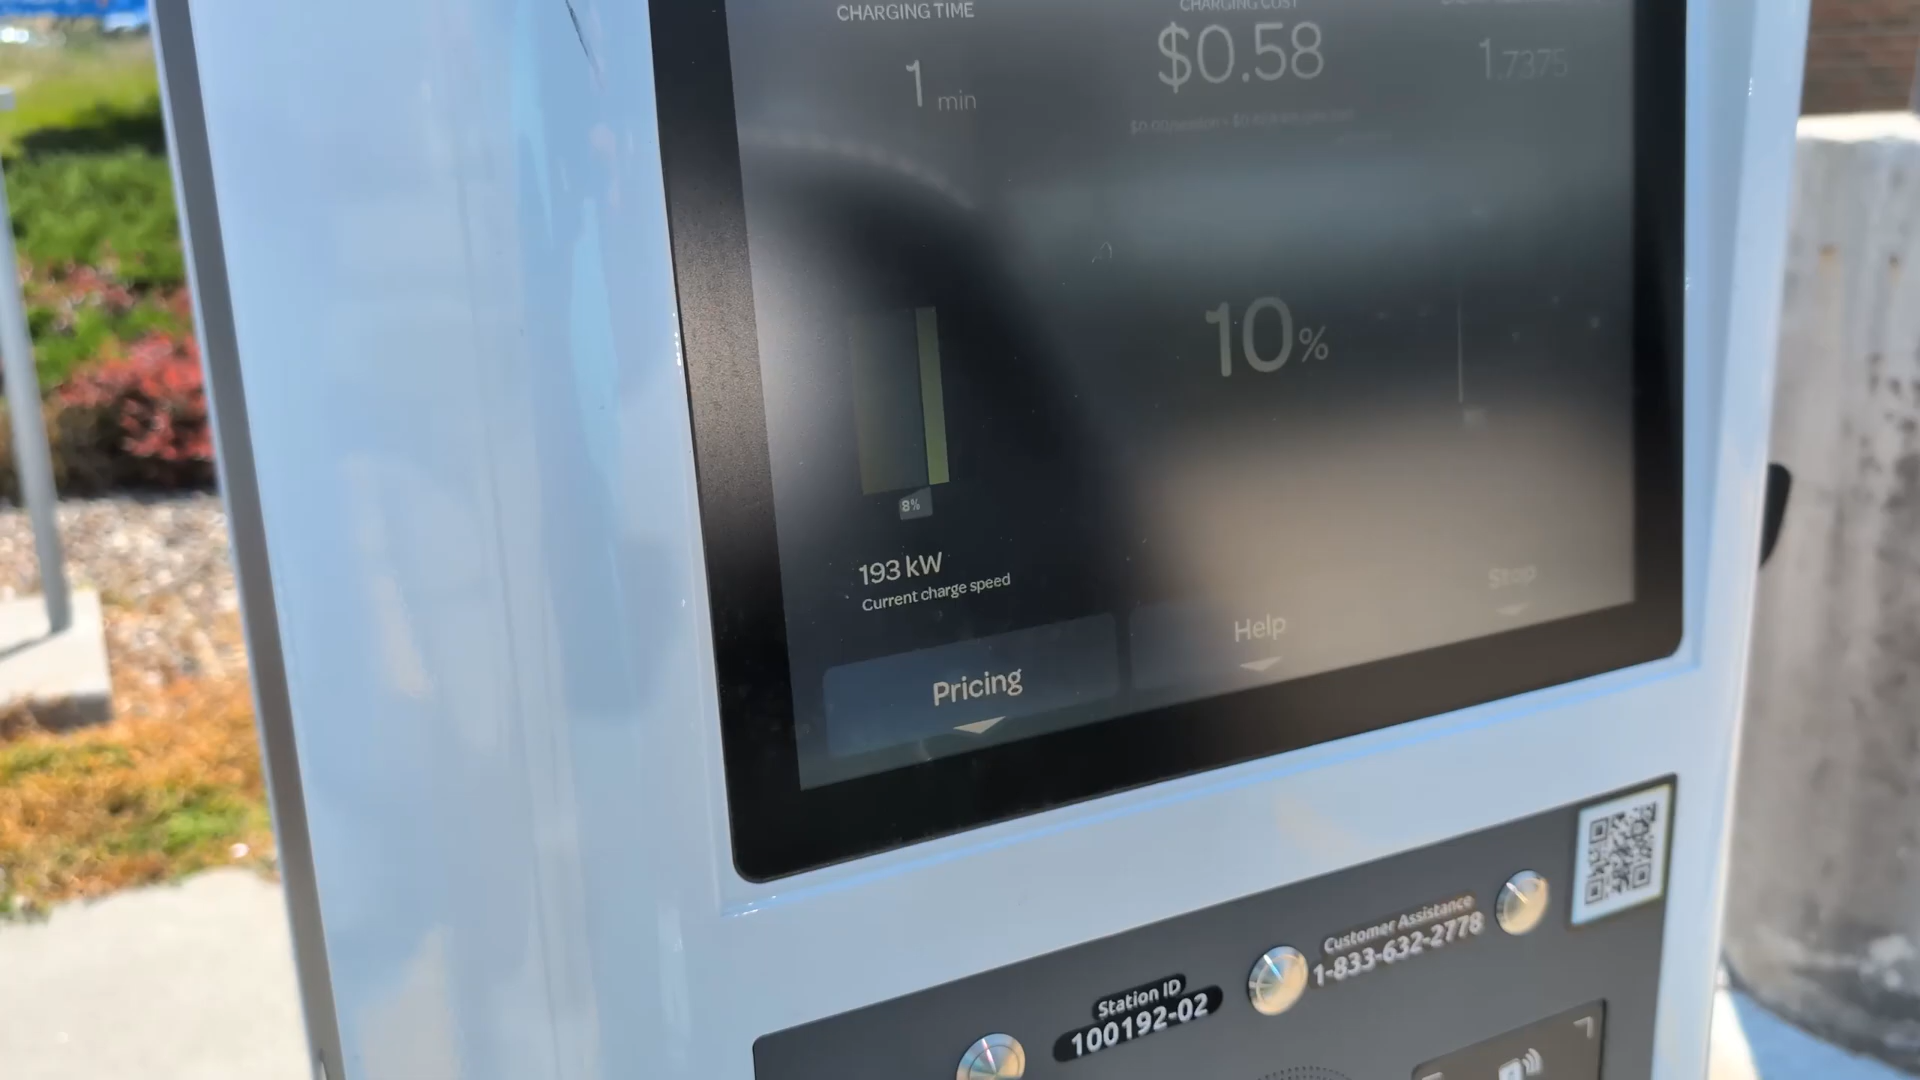 CHARGING TIME
CHARGING COST
1 min
$0.58
1.7375
10%
8%
193 kW
Current charge speed
Pricing
Help
Stop
Customer Assistance
1-833-632-2778
Station ID
100192-02